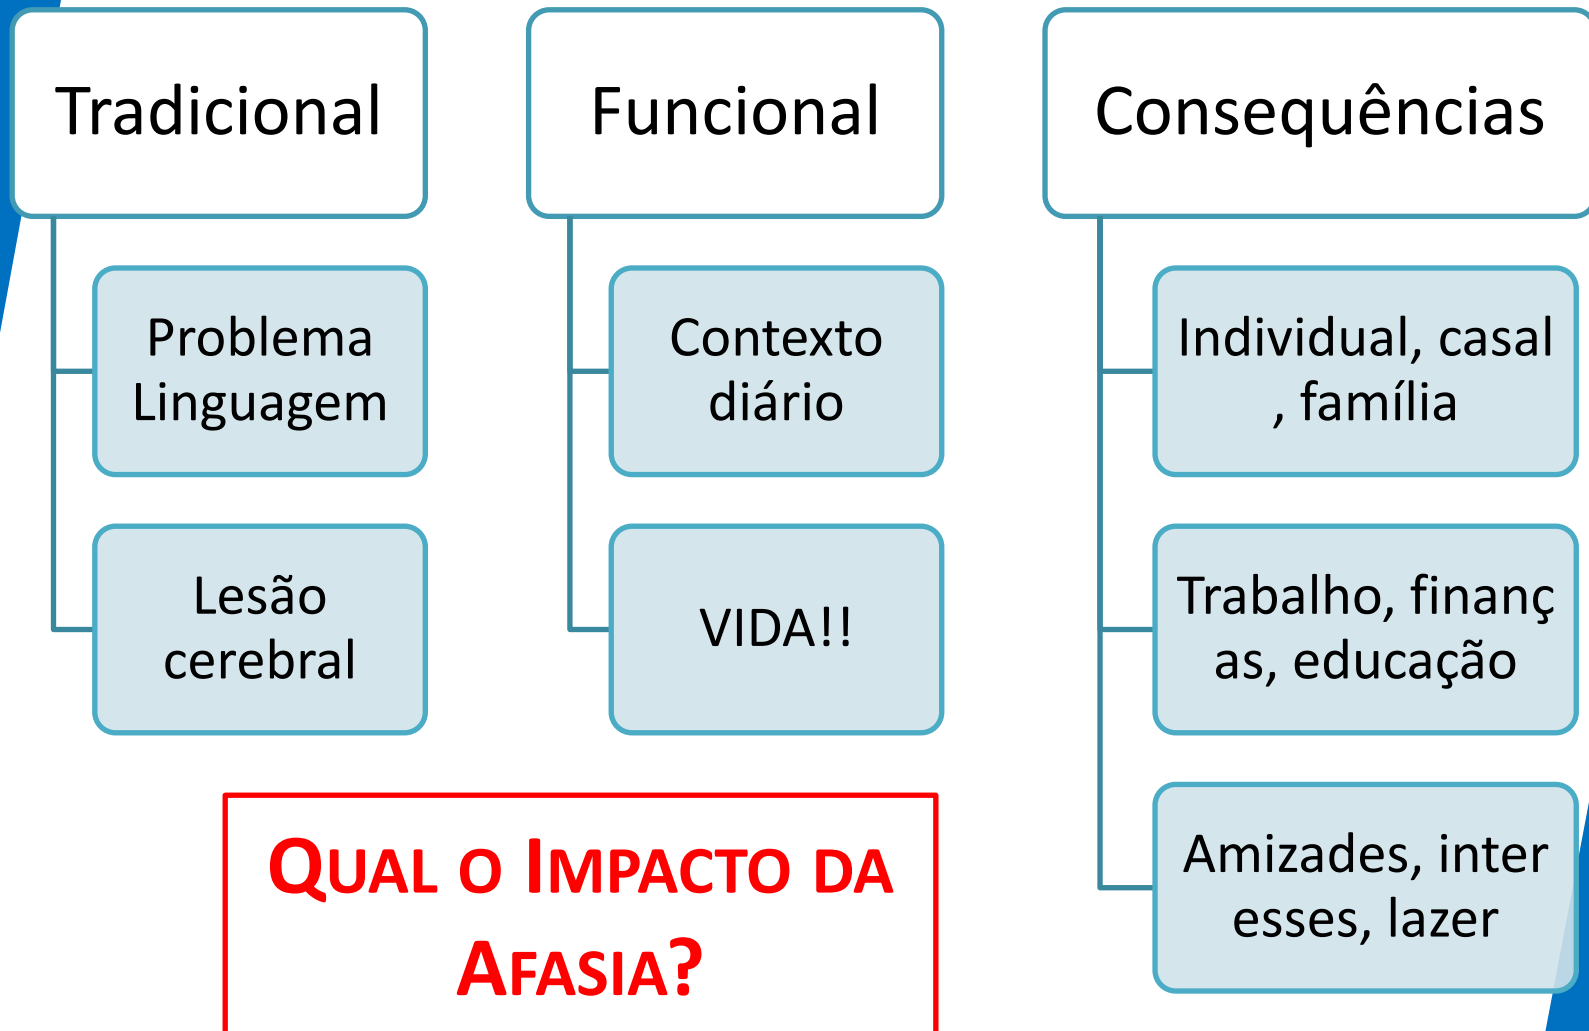 Tradicional
Problema
Linguagem
Lesão
cerebral
Funcional
Contexto
diário
VIDA!!
Consequências
Individual, casal
, família
Trabalho, finanç
as, educação
Amizades, inter
esses, lazer
QUAL O IMPACTO DA
AFASIA?